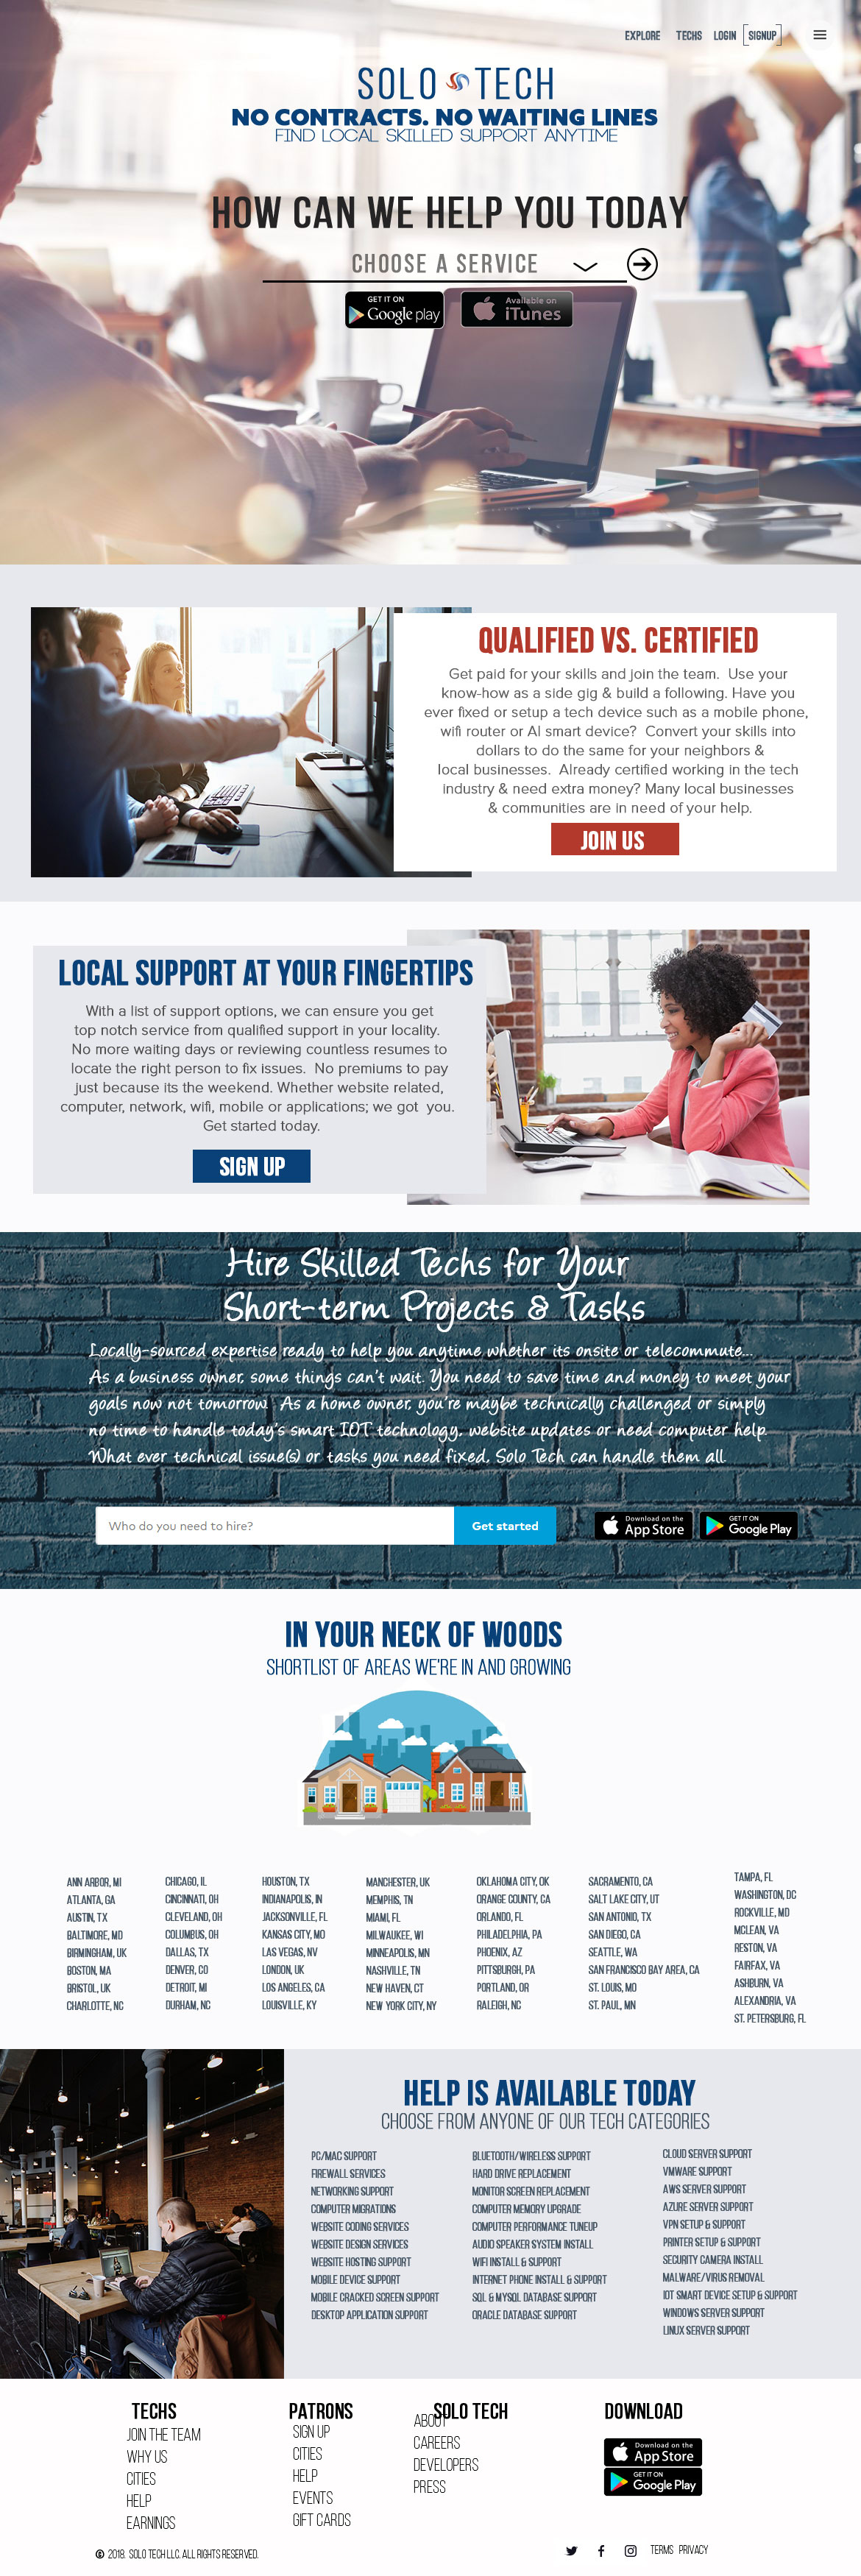 EXPLORE TECHS LOGIN SIGNUP
SOLO TECH
NO CONTRACTS. NO WAITING LINES
FIND LOCAL SKILLED SUPPORT ANYTIME
HOW CAN WE HELP YOU TODAY
CHOOSE A SERVICE
GET IT ON Google play
Available on iTunes
QUALIFIED VS. CERTIFIED
Get paid for your skills and join the team. Use your
know-how as a side gig & build a following. Have you
ever fixed or setup a tech device such as a mobile phone,
wifi router or AI smart device? Convert your skills into
dollars to do the same for your neighbors &
local businesses. Already certified working in the tech
industry & need extra money? Many local businesses
& communities are in need of your help.
JOIN US
LOCAL SUPPORT AT YOUR FINGERTIPS
With a list of support options, we can ensure you get
top notch service from qualified support in your locality.
No more waiting days or reviewing countless resumes to
locate the right person to fix issues. No premiums to pay
just because its the weekend. Whether website related,
computer, network, wifi, mobile or applications; we got you.
Get started today.
SIGN UP
Hire Skilled Techs for Your
Short-term Projects & Tasks
Locally-sourced expertise ready to help you anytime whether its onsite or telecommute...
As a business owner, some things can't wait. You need to save time and money to meet your
goals now not tomorrow. As a home owner, you're maybe technically challenged or simply
no time to handle today's smart IOT technology, website updates or need computer help.
What ever technical issue(s) or tasks you need fixed, Solo Tech can handle them all.
Who do you need to hire?
Get started
Download on the App Store
GET IT ON Google Play
IN YOUR NECK OF WOODS
SHORTLIST OF AREAS WE'RE IN AND GROWING
ANN ARBOR, MI
ATLANTA, GA
AUSTIN, TX
BALTIMORE, MD
BIRMINGHAM, UK
BOSTON, MA
BRISTOL, UK
CHARLOTTE, NC
CHICAGO, IL
CINCINNATI, OH
CLEVELAND, OH
COLUMBUS, OH
DALLAS, TX
DENVER, CO
DETROIT, MI
DURHAM, NC
HOUSTON, TX
INDIANAPOLIS, IN
JACKSONVILLE, FL
KANSAS CITY, MO
LAS VEGAS, NV
LONDON, UK
LOS ANGELES, CA
LOUISVILLE, KY
MANCHESTER, UK
MEMPHIS, TN
MIAMI, FL
MILWAUKEE, WI
MINNEAPOLIS, MN
NASHVILLE, TN
NEW HAVEN, CT
NEW YORK CITY, NY
OKLAHOMA CITY, OK
ORANGE COUNTY, CA
ORLANDO, FL
PHILADELPHIA, PA
PHOENIX, AZ
PITTSBURGH, PA
PORTLAND, OR
RALEIGH, NC
SACRAMENTO, CA
SALT LAKE CITY, UT
SAN ANTONIO, TX
SAN DIEGO, CA
SEATTLE, WA
SAN FRANCISCO BAY AREA, CA
ST. LOUIS, MO
ST. PAUL, MN
TAMPA, FL
WASHINGTON, DC
ROCKVILLE, MD
MCLEAN, VA
RESTON, VA
FAIRFAX, VA
ASHBURN, VA
ALEXANDRIA, VA
ST. PETERSBURG, FL
HELP IS AVAILABLE TODAY
CHOOSE FROM ANYONE OF OUR TECH CATEGORIES
PC/MAC SUPPORT
FIREWALL SERVICES
NETWORKING SUPPORT
COMPUTER MIGRATIONS
WEBSITE CODING SERVICES
WEBSITE DESIGN SERVICES
WEBSITE HOSTING SUPPORT
MOBILE DEVICE SUPPORT
MOBILE CRACKED SCREEN SUPPORT
DESKTOP APPLICATION SUPPORT
BLUETOOTH/WIRELESS SUPPORT
HARD DRIVE REPLACEMENT
MONITOR SCREEN REPLACEMENT
COMPUTER MEMORY UPGRADE
COMPUTER PERFORMANCE TUNEUP
AUDIO SPEAKER SYSTEM INSTALL
WIFI INSTALL & SUPPORT
INTERNET PHONE INSTALL & SUPPORT
SQL & MYSQL DATABASE SUPPORT
ORACLE DATABASE SUPPORT
CLOUD SERVER SUPPORT
VMWARE SUPPORT
AWS SERVER SUPPORT
AZURE SERVER SUPPORT
VPN SETUP & SUPPORT
PRINTER SETUP & SUPPORT
SECURITY CAMERA INSTALL
MALWARE/VIRUS REMOVAL
IOT SMART DEVICE SETUP & SUPPORT
WINDOWS SERVER SUPPORT
LINUX SERVER SUPPORT
TECHS
JOIN THE TEAM
WHY US
CITIES
HELP
EARNINGS
PATRONS
SIGN UP
CITIES
HELP
EVENTS
GIFT CARDS
SOLO TECH
ABOUT
CAREERS
DEVELOPERS
PRESS
DOWNLOAD
Download on the App Store
GET IT ON Google Play
© 2018. SOLO TECH LLC. ALL RIGHTS RESERVED.
TERMS PRIVACY